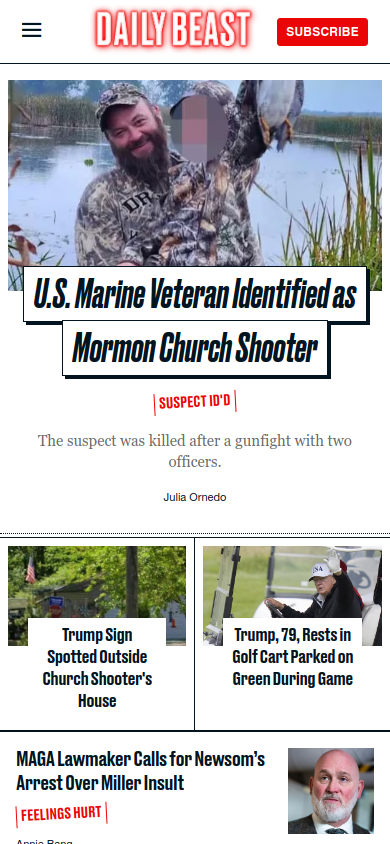 DAILY BEAST
SUBSCRIBE
U.S. Marine Veteran Identified as
Mormon Church Shooter
SUSPECT ID'D
The suspect was killed after a gunfight with two
officers.
Julia Ornedo
Trump Sign
Spotted Outside
Church Shooter's
House
Trump, 79, Rests in
Golf Cart Parked on
Green During Game
MAGA Lawmaker Calls for Newsom's
Arrest Over Miller Insult
FEELINGS HURT